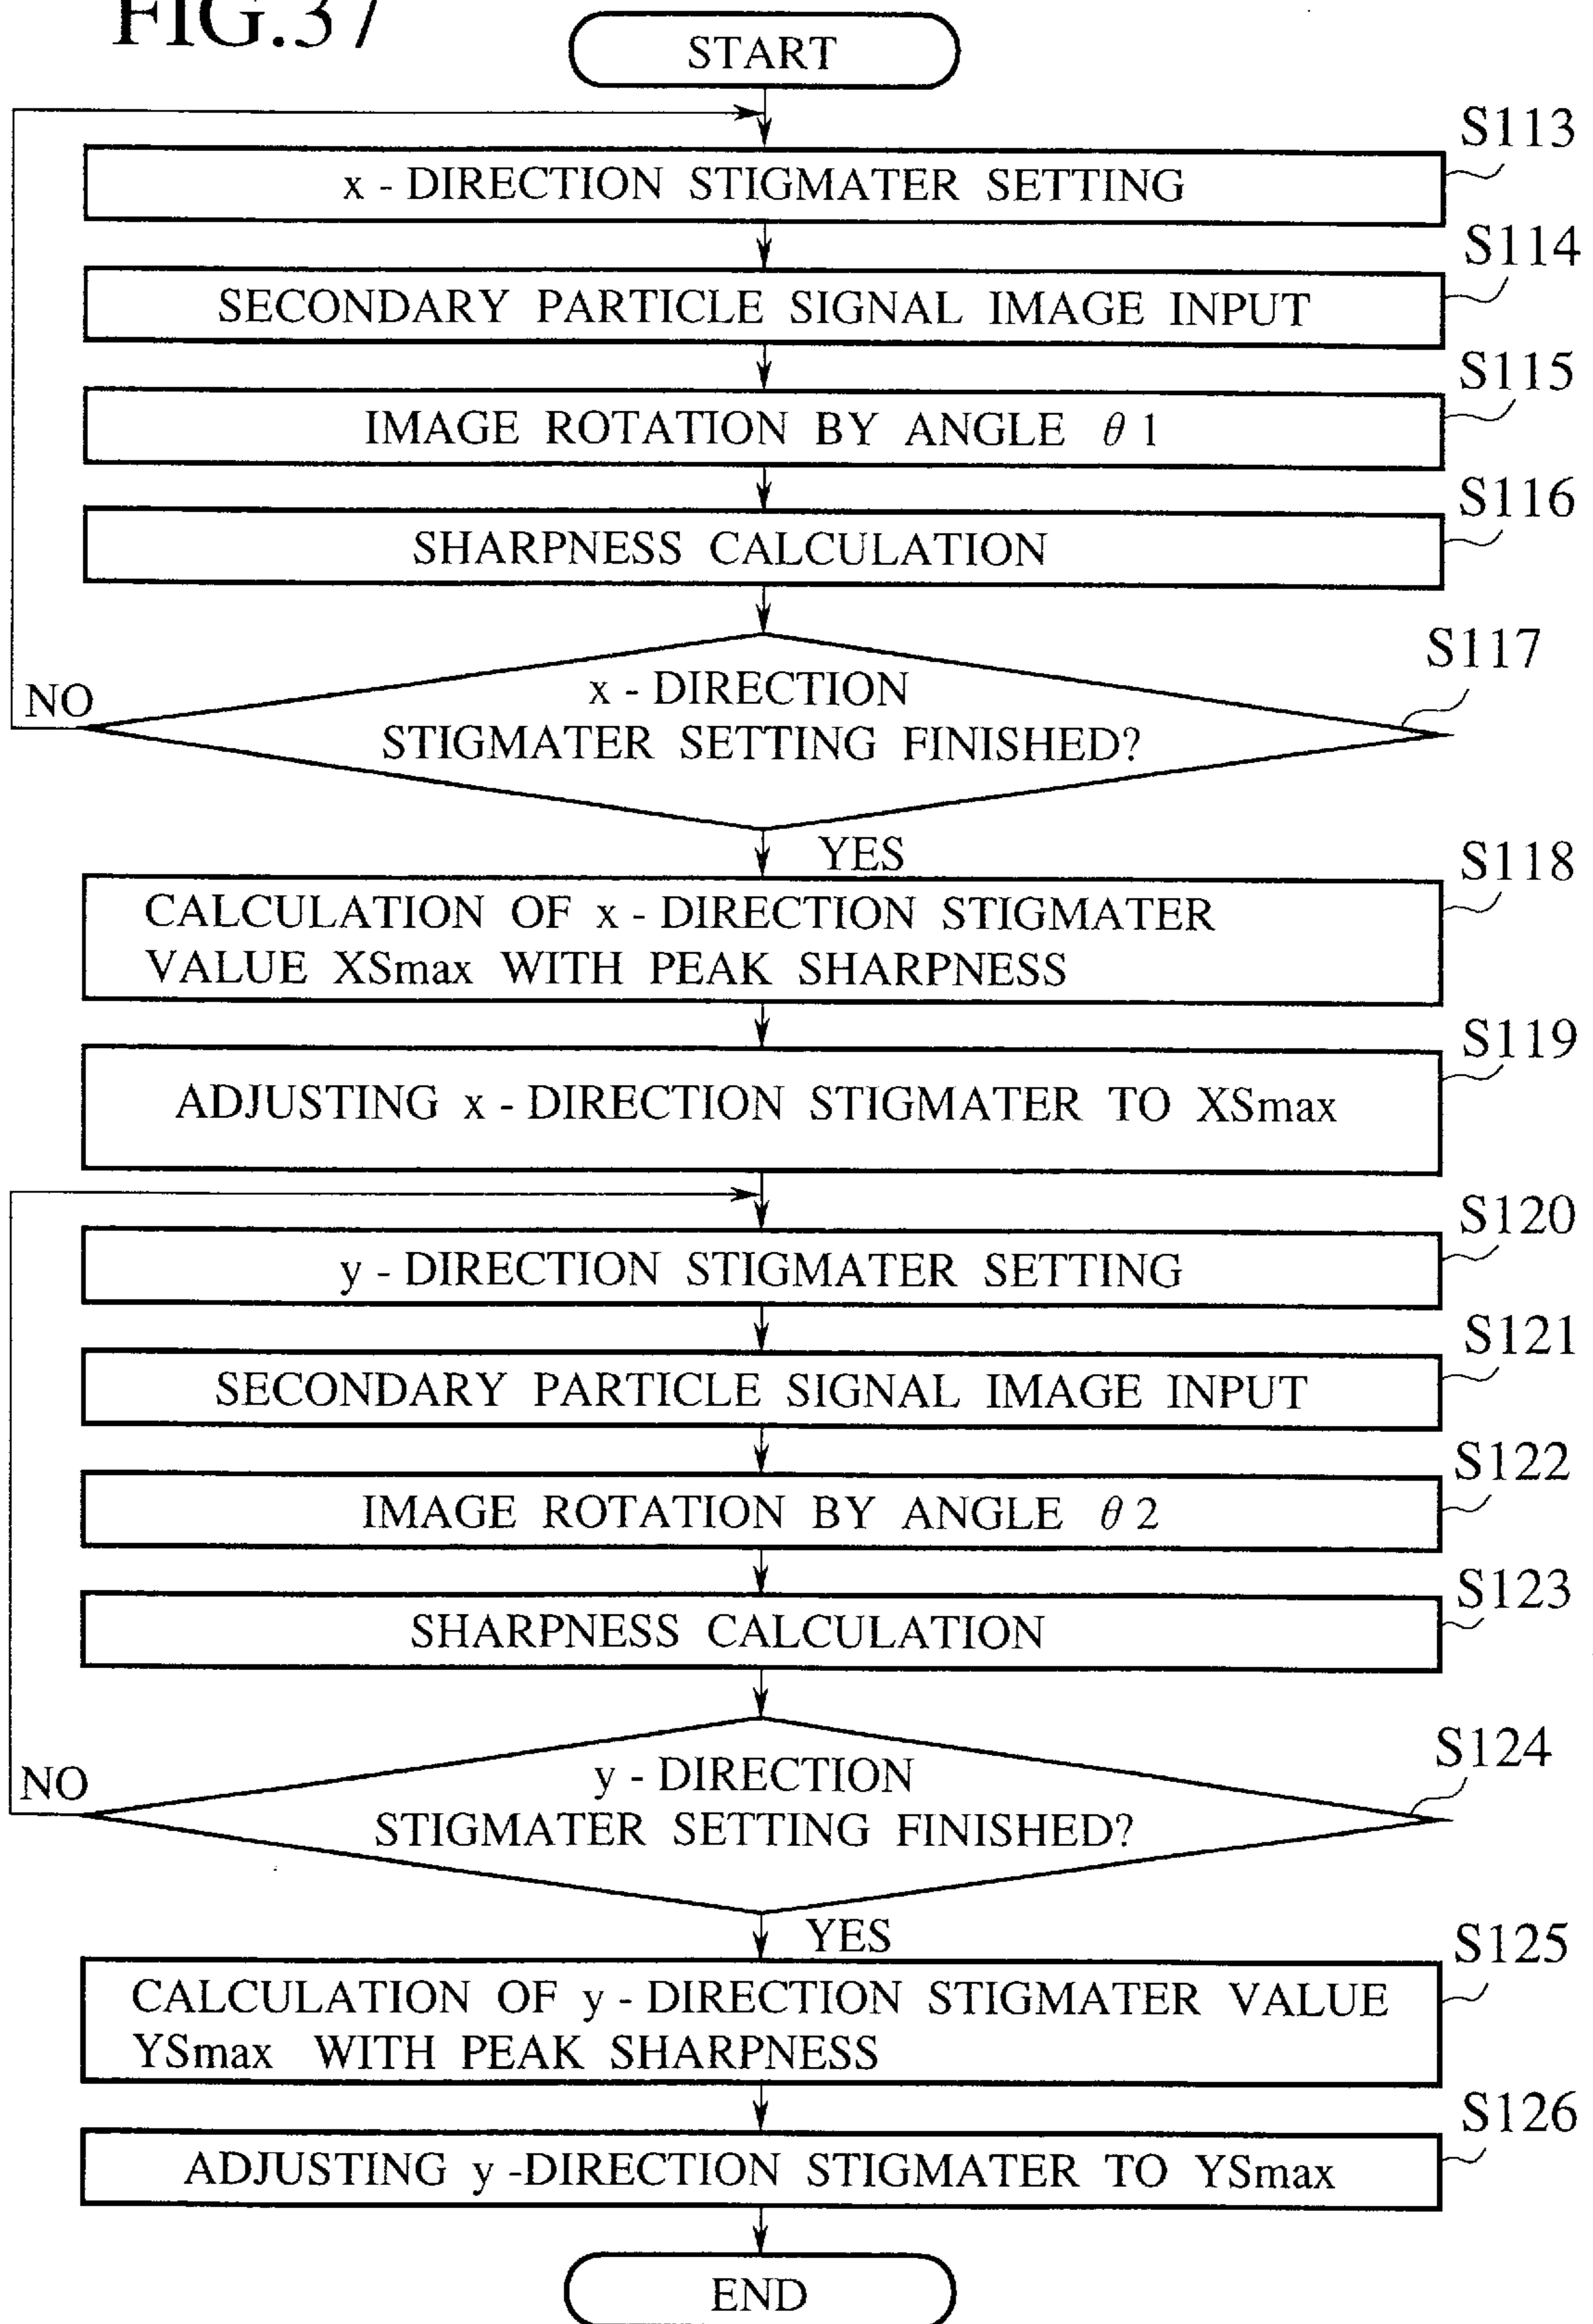 FIG.37
START
S113
x - DIRECTION STIGMATER SETTING
S114
SECONDARY PARTICLE SIGNAL IMAGE INPUT
S115
IMAGE ROTATION BY ANGLE θ 1
S116
SHARPNESS CALCULATION
S117
x - DIRECTION
STIGMATER SETTING FINISHED?
NO
YES
S118
CALCULATION OF x - DIRECTION STIGMATER
VALUE XSmax WITH PEAK SHARPNESS
S119
ADJUSTING x - DIRECTION STIGMATER TO XSmax
S120
y - DIRECTION STIGMATER SETTING
S121
SECONDARY PARTICLE SIGNAL IMAGE INPUT
S122
IMAGE ROTATION BY ANGLE θ 2
S123
SHARPNESS CALCULATION
S124
y - DIRECTION
STIGMATER SETTING FINISHED?
NO
YES
S125
CALCULATION OF y - DIRECTION STIGMATER VALUE
YSmax WITH PEAK SHARPNESS
S126
ADJUSTING y -DIRECTION STIGMATER TO YSmax
END